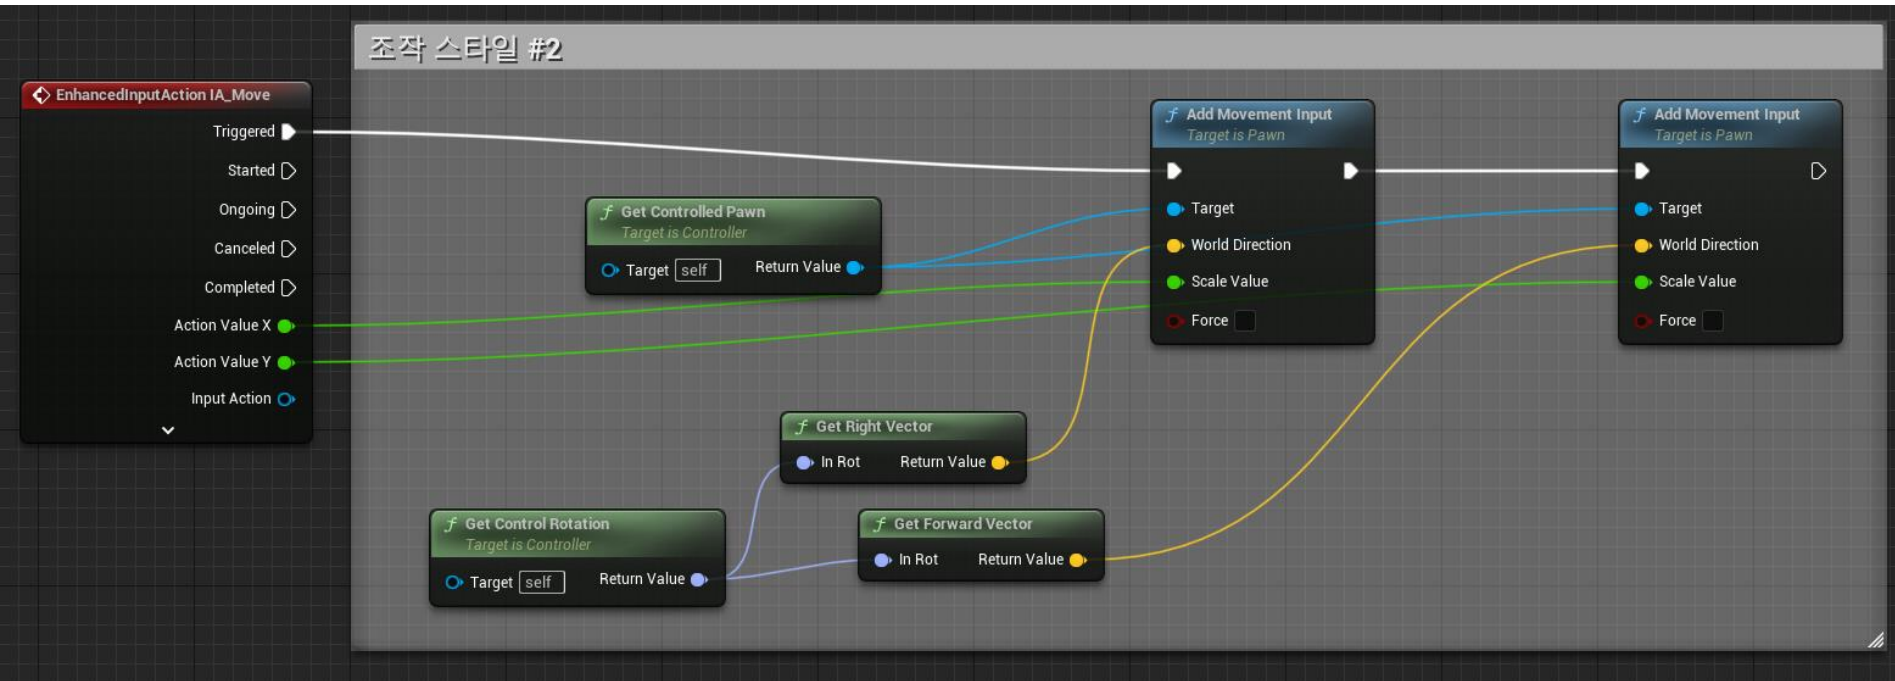 조작 스타일 #2
EnhancedInputAction IA_Move
Triggered
Started
Ongoing
Canceled
Completed
Action Value X
Action Value Y
Input Action
Get Controlled Pawn
Target is Controller
Target self Return Value
Add Movement Input
Target is Pawn
Target
World Direction
Scale Value
Force
Add Movement Input
Target is Pawn
Target
World Direction
Scale Value
Force
Get Right Vector
In Rot Return Value
Get Control Rotation
Target is Controller
Target self Return Value
Get Forward Vector
In Rot Return Value